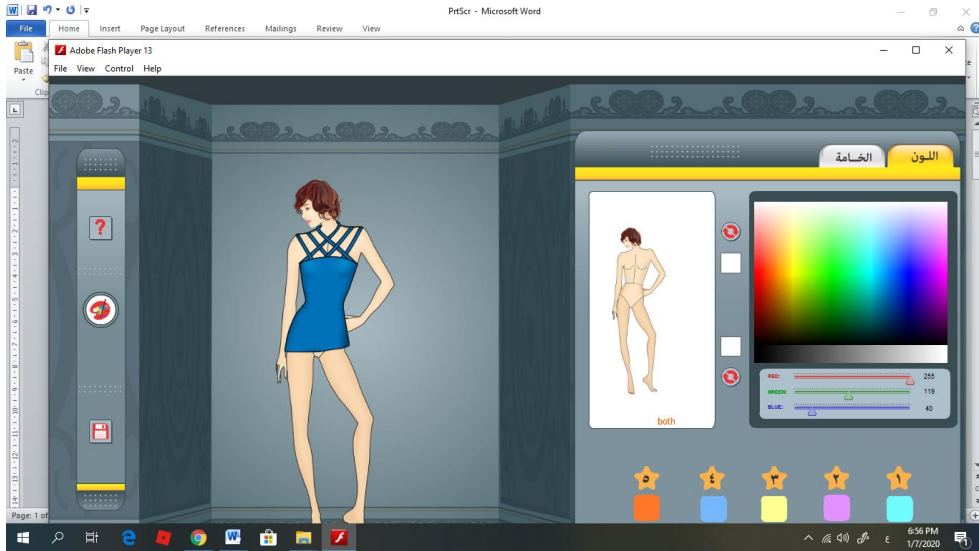 PrtScr - Microsoft Word
File Home Insert Page Layout References Mailings Review View
Paste
Adobe Flash Player 13
File View Control Help
الخــامة
اللـون
?
both
RED: 255
GREEN: 119
BLUE: 40
٥ ٤ ٣ ٢ ١
Page: 1 of
6:56 PM
ع
1/7/2020